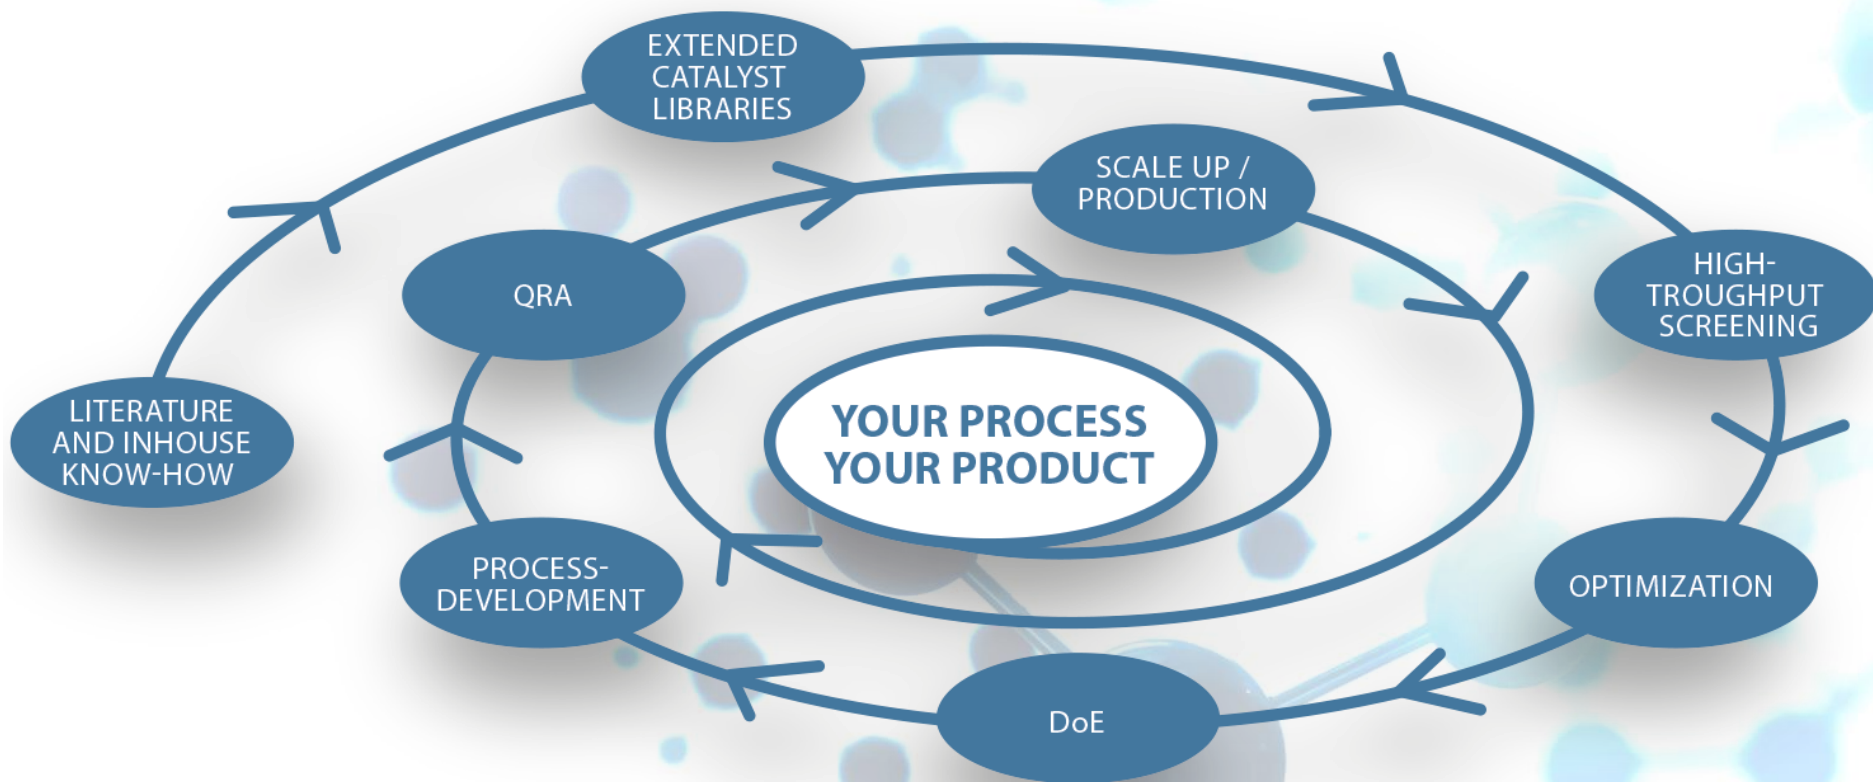 LITERATURE
AND INHOUSE
KNOW-HOW
EXTENDED
CATALYST
LIBRARIES
HIGH-
TROUGHPUT
SCREENING
OPTIMIZATION
DoE
PROCESS-
DEVELOPMENT
QRA
SCALE UP /
PRODUCTION
YOUR PROCESS
YOUR PRODUCT